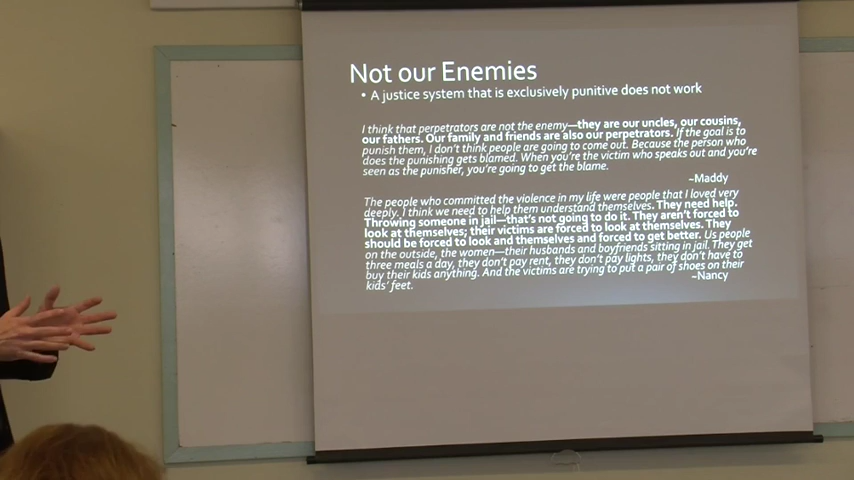 Not our Enemies
• A justice system that is exclusively punitive does not work
I think that perpetrators are not the enemy—they are our uncles, our cousins,
our fathers. Our family and friends are also our perpetrators. If the goal is to
punish them, I don't think people are going to come out. Because the person who
does the punishing gets blamed. When you're the victim who speaks out and you're
seen as the punisher, you're going to get the blame.
–Maddy
The people who committed the violence in my life were people that I loved very
deeply. I think we need to help them understand themselves. They need help.
Throwing someone in jail—that's not going to do it. They aren't forced to
look at themselves; their victims are forced to look at themselves. They
should be forced to look and themselves and forced to get better. Us people
on the outside, the women—their husbands and boyfriends sitting in jail. They get
three meals a day, they don't pay rent, they don't pay lights, they don't have to
buy their kids anything. And the victims are trying to put a pair of shoes on their
kids' feet.
–Nancy